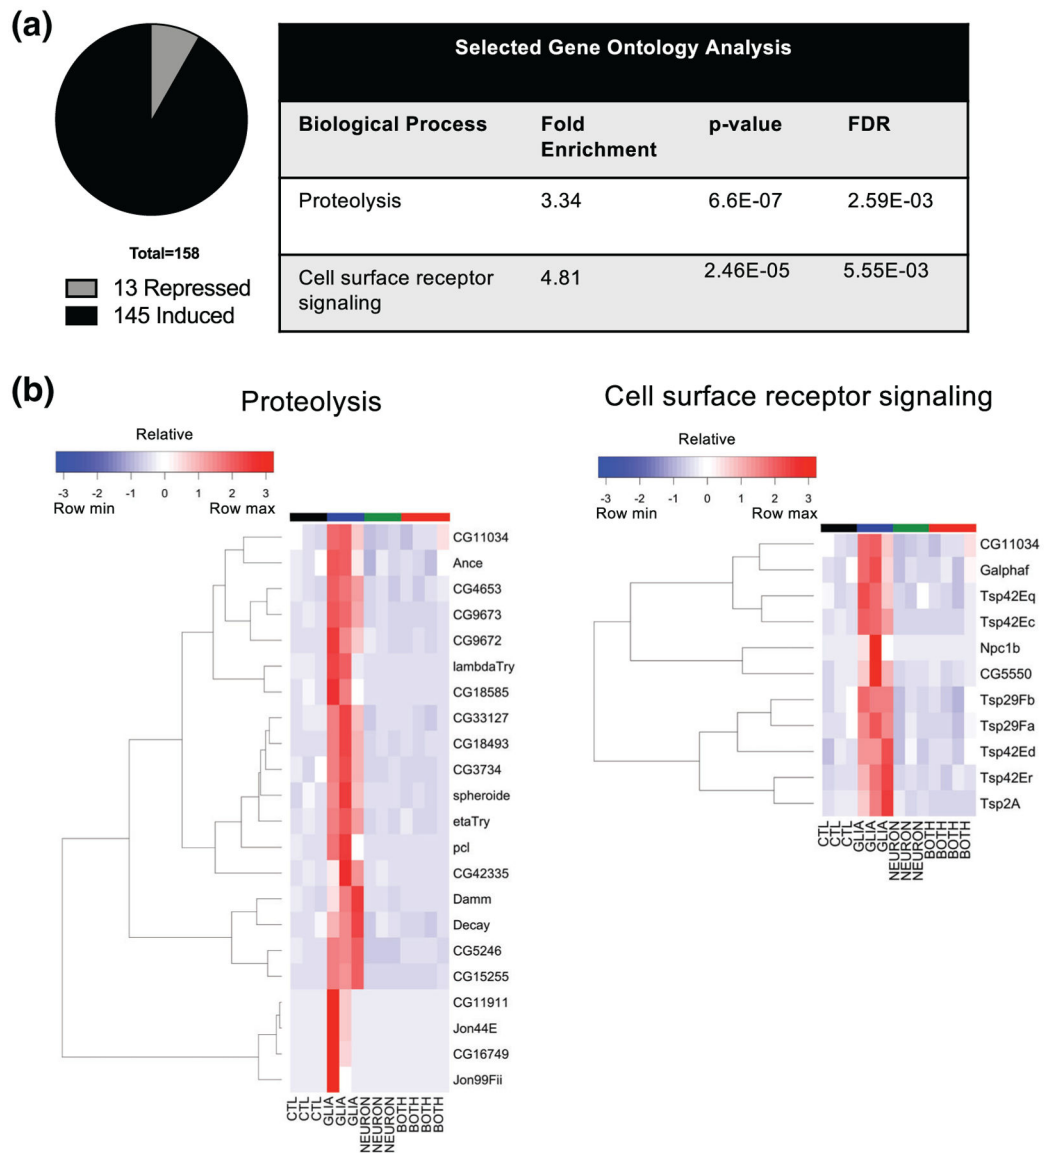 (a)
Total=158
13 Repressed
145 Induced
Selected Gene Ontology Analysis
Biological Process Fold Enrichment p-value FDR
Proteolysis 3.34 6.6E-07 2.59E-03
Cell surface receptor signaling 4.81 2.46E-05 5.55E-03
(b)
Proteolysis
Relative
-3 -2 -1 0 1 2 3
Row min Row max
CG11034
Ance
CG4653
CG9673
CG9672
lambdaTry
CG18585
CG33127
CG18493
CG3734
spheroide
etaTry
pcl
CG42335
Damm
Decay
CG5246
CG15255
CG11911
Jon44E
CG16749
Jon99Fii
CTL
CTL
CTL
GLIA
GLIA
GLIA
NEURON
NEURON
NEURON
BOTH
BOTH
BOTH
BOTH
Cell surface receptor signaling
Relative
-3 -2 -1 0 1 2 3
Row min Row max
CG11034
Galphaf
Tsp42Eq
Tsp42Ec
Npc1b
CG5550
Tsp29Fb
Tsp29Fa
Tsp42Ed
Tsp42Er
Tsp2A
CTL
CTL
CTL
GLIA
GLIA
GLIA
NEURON
NEURON
NEURON
BOTH
BOTH
BOTH
BOTH